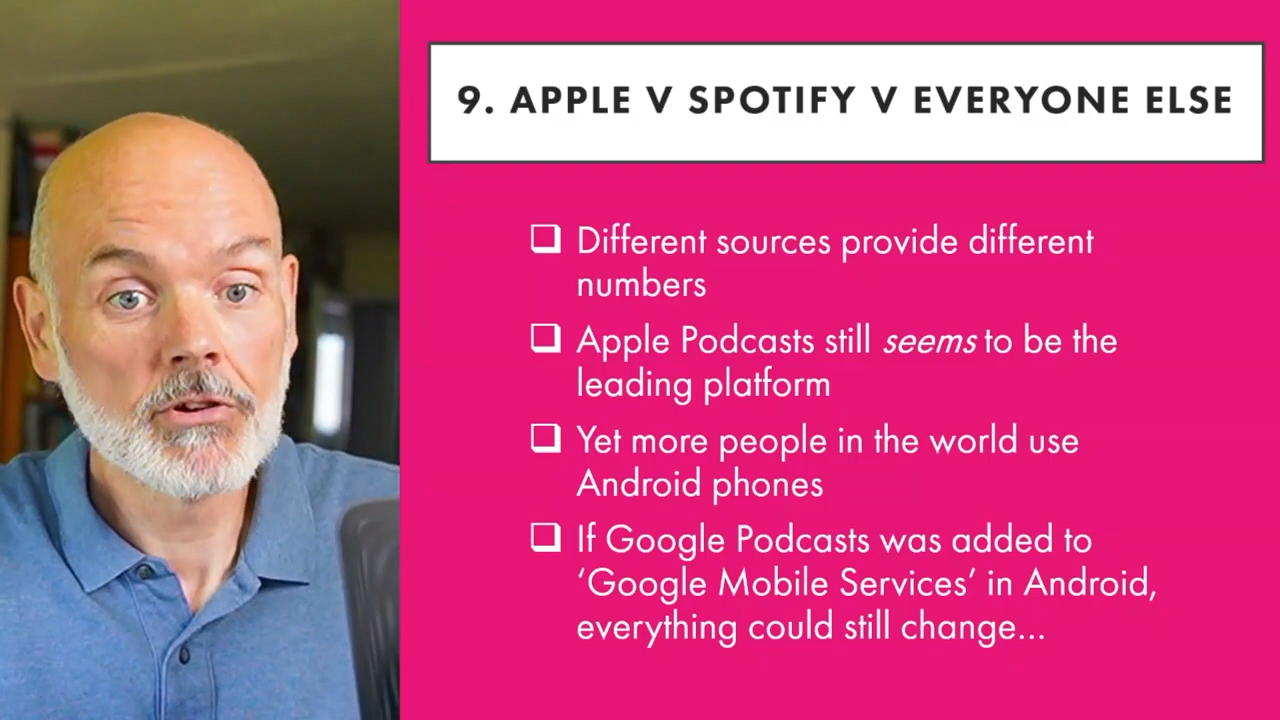 9. APPLE V SPOTIFY V EVERYONE ELSE
Different sources provide different
numbers
Apple Podcasts still seems to be the
leading platform
Yet more people in the world use
Android phones
If Google Podcasts was added to
‘Google Mobile Services’ in Android,
everything could still change...